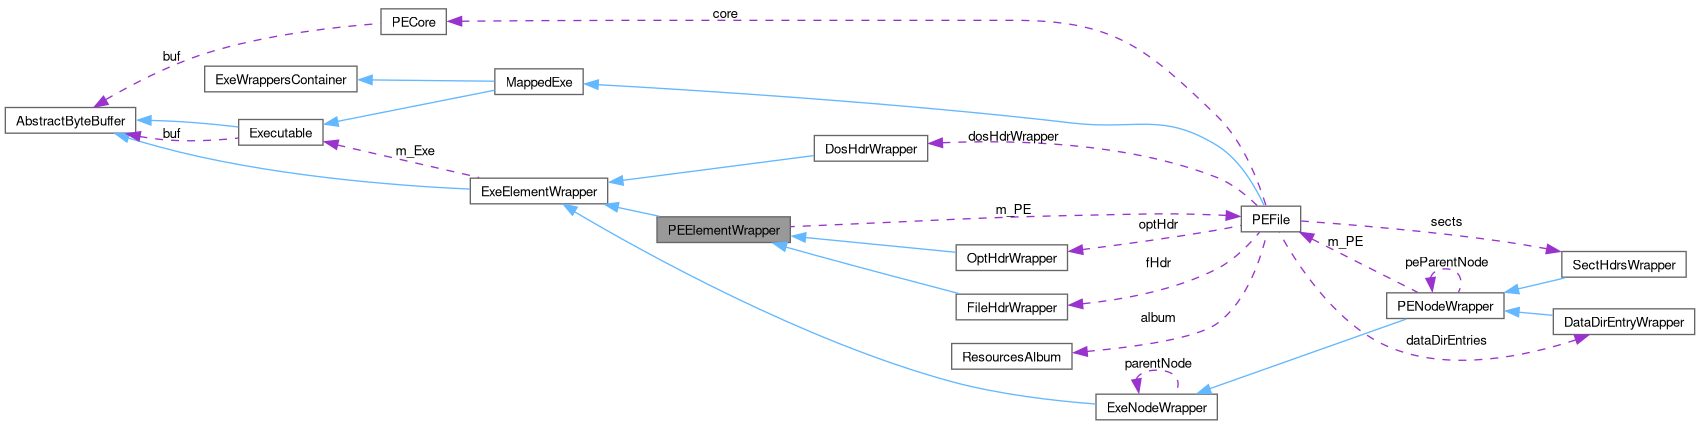 core
PECore
buf
ExeWrappersContainer
MappedExe
AbstractByteBuffer
buf
Executable
m_Exe
dosHdrWrapper
DosHdrWrapper
ExeElementWrapper
m_PE
PEElementWrapper
PEFile
sects
optHdr
m_PE
OptHdrWrapper
fHdr
peParentNode
SectHdrsWrapper
FileHdrWrapper
PENodeWrapper
album
DataDirEntryWrapper
dataDirEntries
ResourcesAlbum
parentNode
ExeNodeWrapper